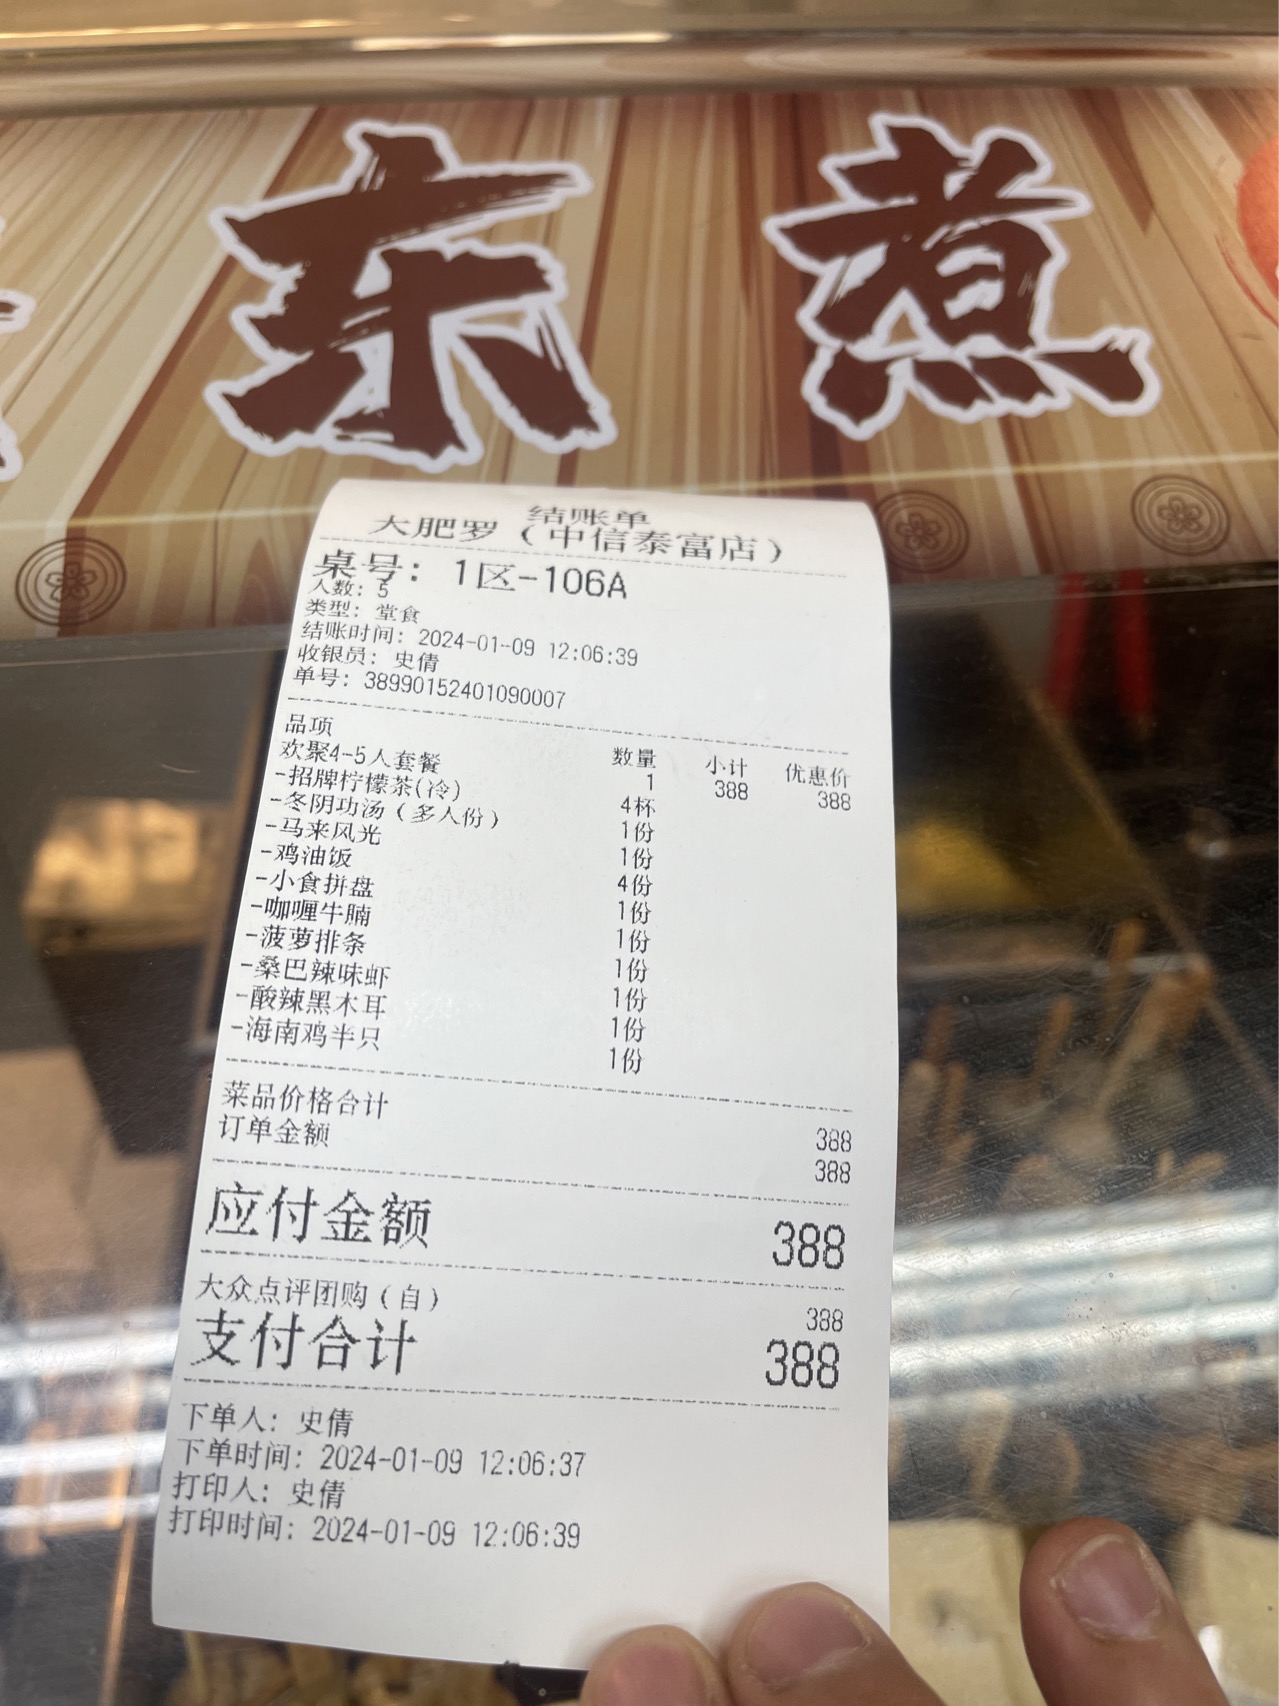 东煮
结账单
大肥罗（中信泰富店）
桌号：1区-106A
人数：5
类型：堂食
结账时间：2024-01-09 12:06:39
收银员：史倩
单号：38990152401090007
品项 数量 小计 优惠价
欢聚4-5人套餐 1 388 388
-招牌柠檬茶(冷) 4杯
-冬阴功汤（多人份） 1份
-马来风光 1份
-鸡油饭 4份
-小食拼盘 1份
-咖喱牛腩 1份
-菠萝排条 1份
-桑巴辣味虾 1份
-酸辣黑木耳 1份
-海南鸡半只 1份
菜品价格合计 388
订单金额 388
应付金额 388
大众点评团购（自） 388
支付合计 388
下单人：史倩
下单时间：2024-01-09 12:06:37
打印人：史倩
打印时间：2024-01-09 12:06:39